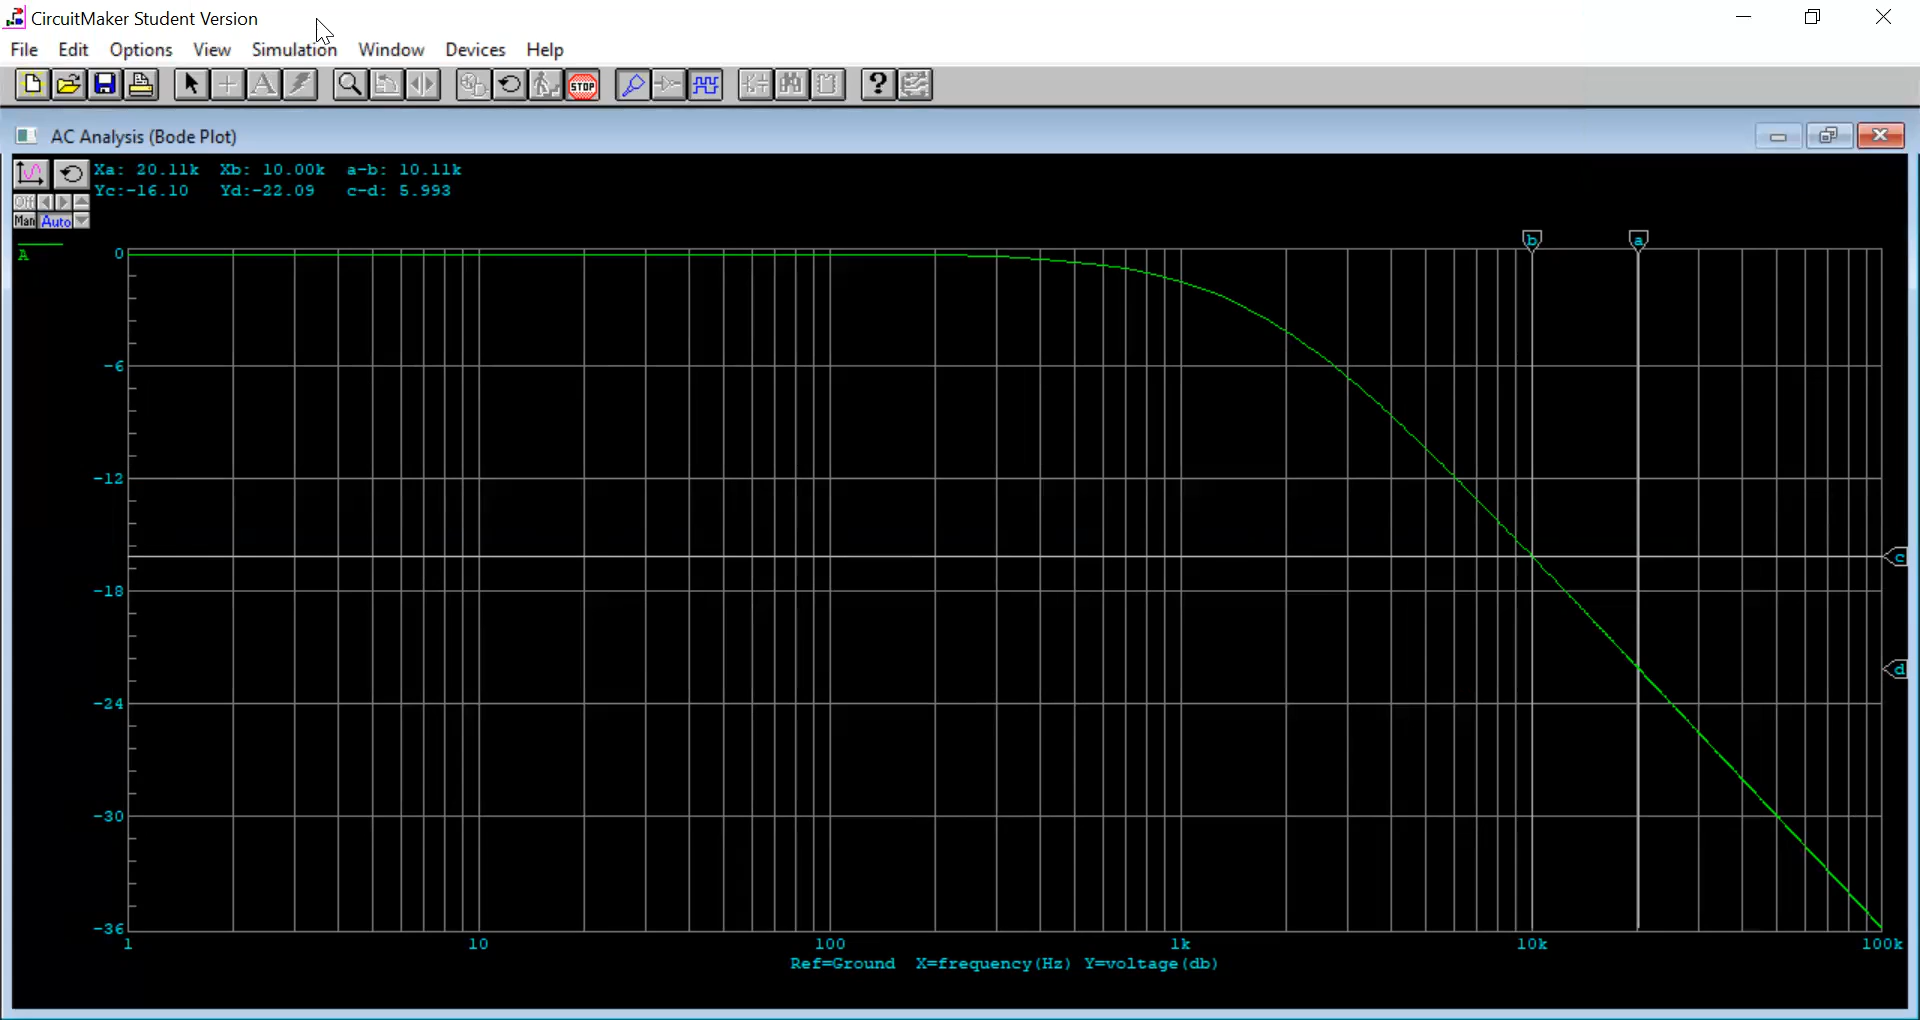 CircuitMaker Student Version
File Edit Options View Simulation Window Devices Help
STOP
AC Analysis (Bode Plot)
Xa: 20.11k Xb: 10.00k a-b: 10.11k
Yc:-16.10 Yd:-22.09 c-d: 5.993
Off
Man Auto
A
b a
0
-6
-12
c
-18
d
-24
-30
-36
1 10 100 1k 10k 100k
Ref=Ground X=frequency(Hz) Y=voltage(db)